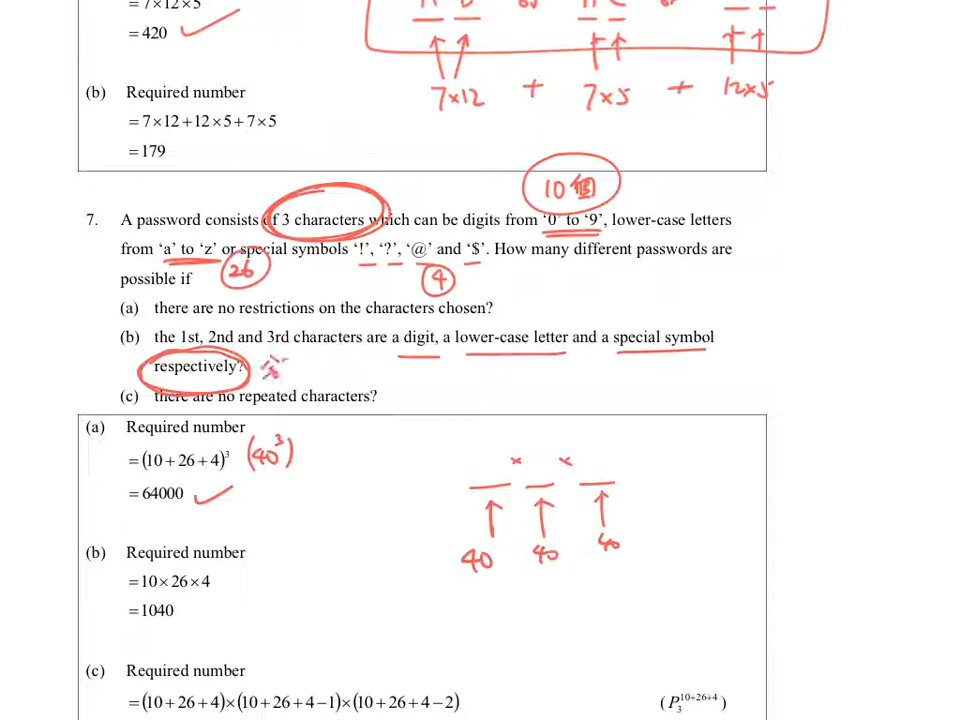 = 7×12×5
= 420
7×12 + 7×5 + 12×5
(b) Required number
= 7×12+12×5+7×5
= 179
10個
7. A password consists of 3 characters which can be digits from ‘0’ to ‘9’, lower-case letters
from ‘a’ to ‘z’ or special symbols ‘!’, ‘?’, ‘@’ and ‘$’. How many different passwords are
26
4
possible if
(a) there are no restrictions on the characters chosen?
(b) the 1st, 2nd and 3rd characters are a digit, a lower-case letter and a special symbol
respectively?
(c) there are no repeated characters?
(a) Required number
= (10+26+4)³ (40³)
= 64000
× ×
40 40 40
(b) Required number
= 10×26×4
= 1040
(c) Required number
= (10+26+4)×(10+26+4−1)×(10+26+4−2) (P₃¹⁰⁺²⁶⁺⁴)